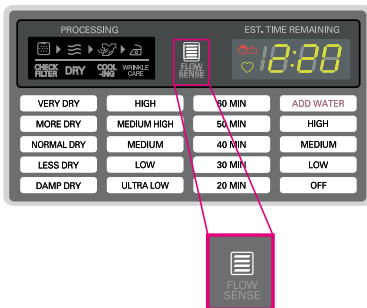 PROCESSING
EST. TIME REMAINING
CHECK FILTER
DRY
COOL-ING
WRINKLE CARE
FLOW SENSE
2:20
VERY DRY HIGH 60 MIN ADD WATER
MORE DRY MEDIUM HIGH 50 MIN HIGH
NORMAL DRY MEDIUM 40 MIN MEDIUM
LESS DRY LOW 30 MIN LOW
DAMP DRY ULTRA LOW 20 MIN OFF
FLOW
SENSE